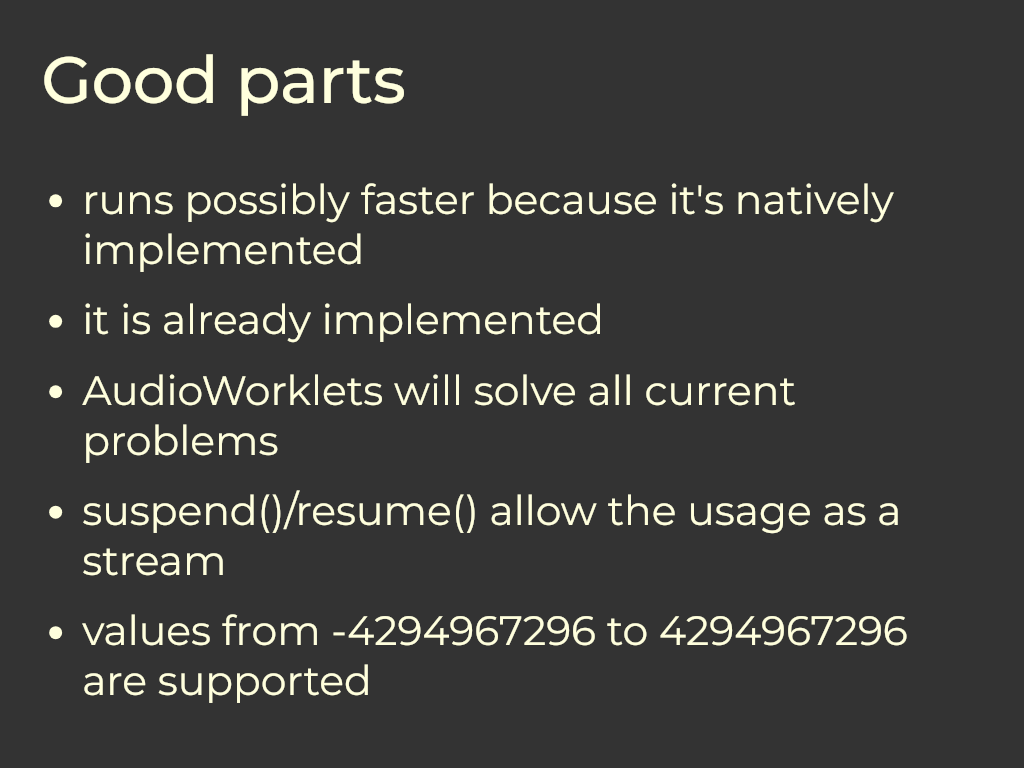 Good parts
• runs possibly faster because it's natively
implemented
• it is already implemented
• AudioWorklets will solve all current
problems
• suspend()/resume() allow the usage as a
stream
• values from -4294967296 to 4294967296
are supported